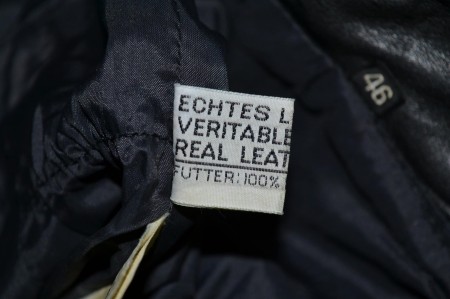 ECHTES L
VERITABLE
REAL LEAT
FUTTER: 100%
46